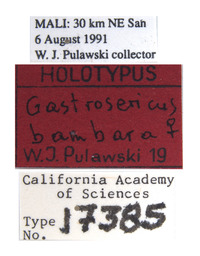 MALI: 30 km NE San
6 August 1991
W. J. Pulawski collector
HOLOTYPUS
Gastrosericus
bambara ♀
W. J. Pulawski 19
California Academy
of Sciences
Type
No. 17385